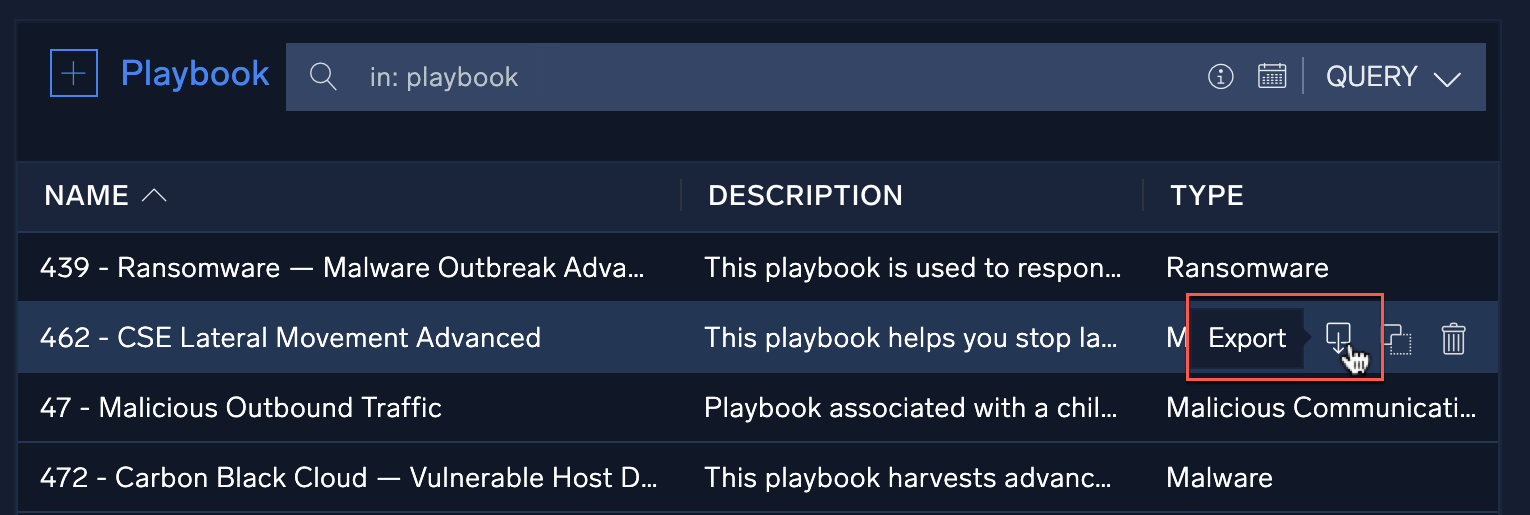 Playbook
in: playbook
QUERY
NAME DESCRIPTION TYPE
439 - Ransomware — Malware Outbreak Adva... This playbook is used to respon... Ransomware
462 - CSE Lateral Movement Advanced This playbook helps you stop la... M Export
47 - Malicious Outbound Traffic Playbook associated with a chil... Malicious Communicati...
472 - Carbon Black Cloud — Vulnerable Host D... This playbook harvests advanc... Malware